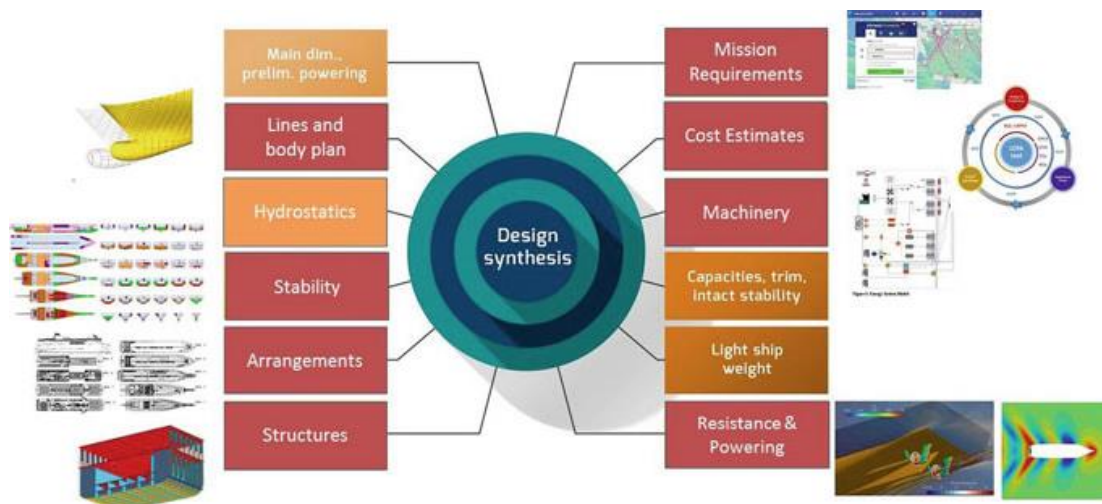 Main dim.,
prelim. powering
Lines and
body plan
Hydrostatics
Stability
Arrangements
Structures
Design
synthesis
Mission
Requirements
Cost Estimates
Machinery
Capacities, trim,
intact stability
Light ship
weight
Resistance &
Powering